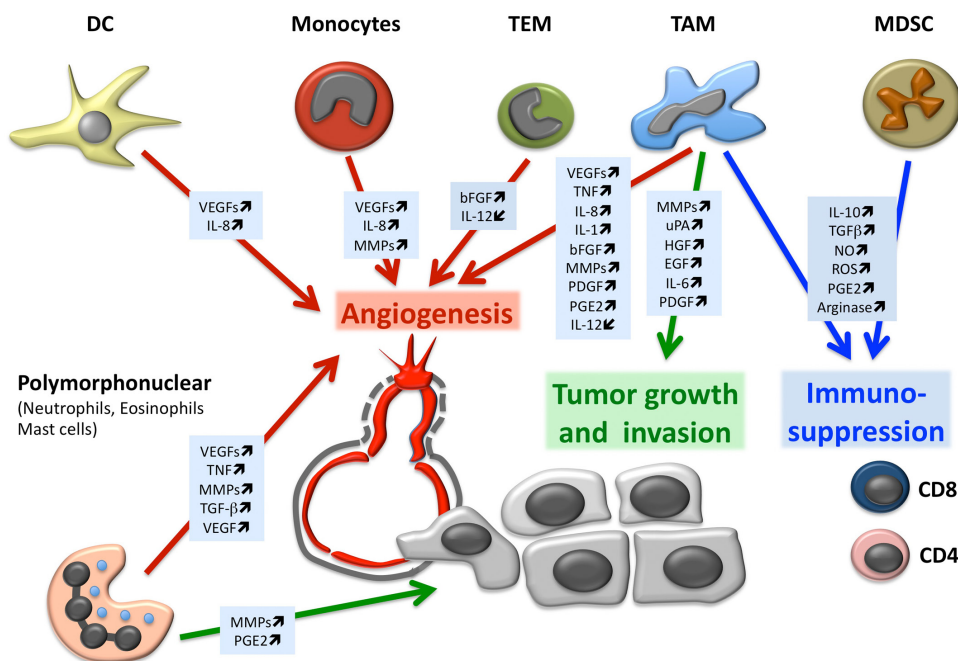 DC
Monocytes
TEM
TAM
MDSC
VEGFs↗
IL-8↗
VEGFs↗
IL-8↗
MMPs↗
bFGF↗
IL-12↙
VEGFs↗
TNF↗
IL-8↗
IL-1↗
bFGF↗
MMPs↗
PDGF↗
PGE2↗
IL-12↙
MMPs↗
uPA↗
HGF↗
EGF↗
IL-6↗
PDGF↗
IL-10↗
TGFβ↗
NO↗
ROS↗
PGE2↗
Arginase↗
Angiogenesis
Tumor growth
and invasion
Immuno-
suppression
Polymorphonuclear
(Neutrophils, Eosinophils
Mast cells)
VEGFs↗
TNF↗
MMPs↗
TGF-β↗
VEGF↗
MMPs↗
PGE2↗
CD8
CD4